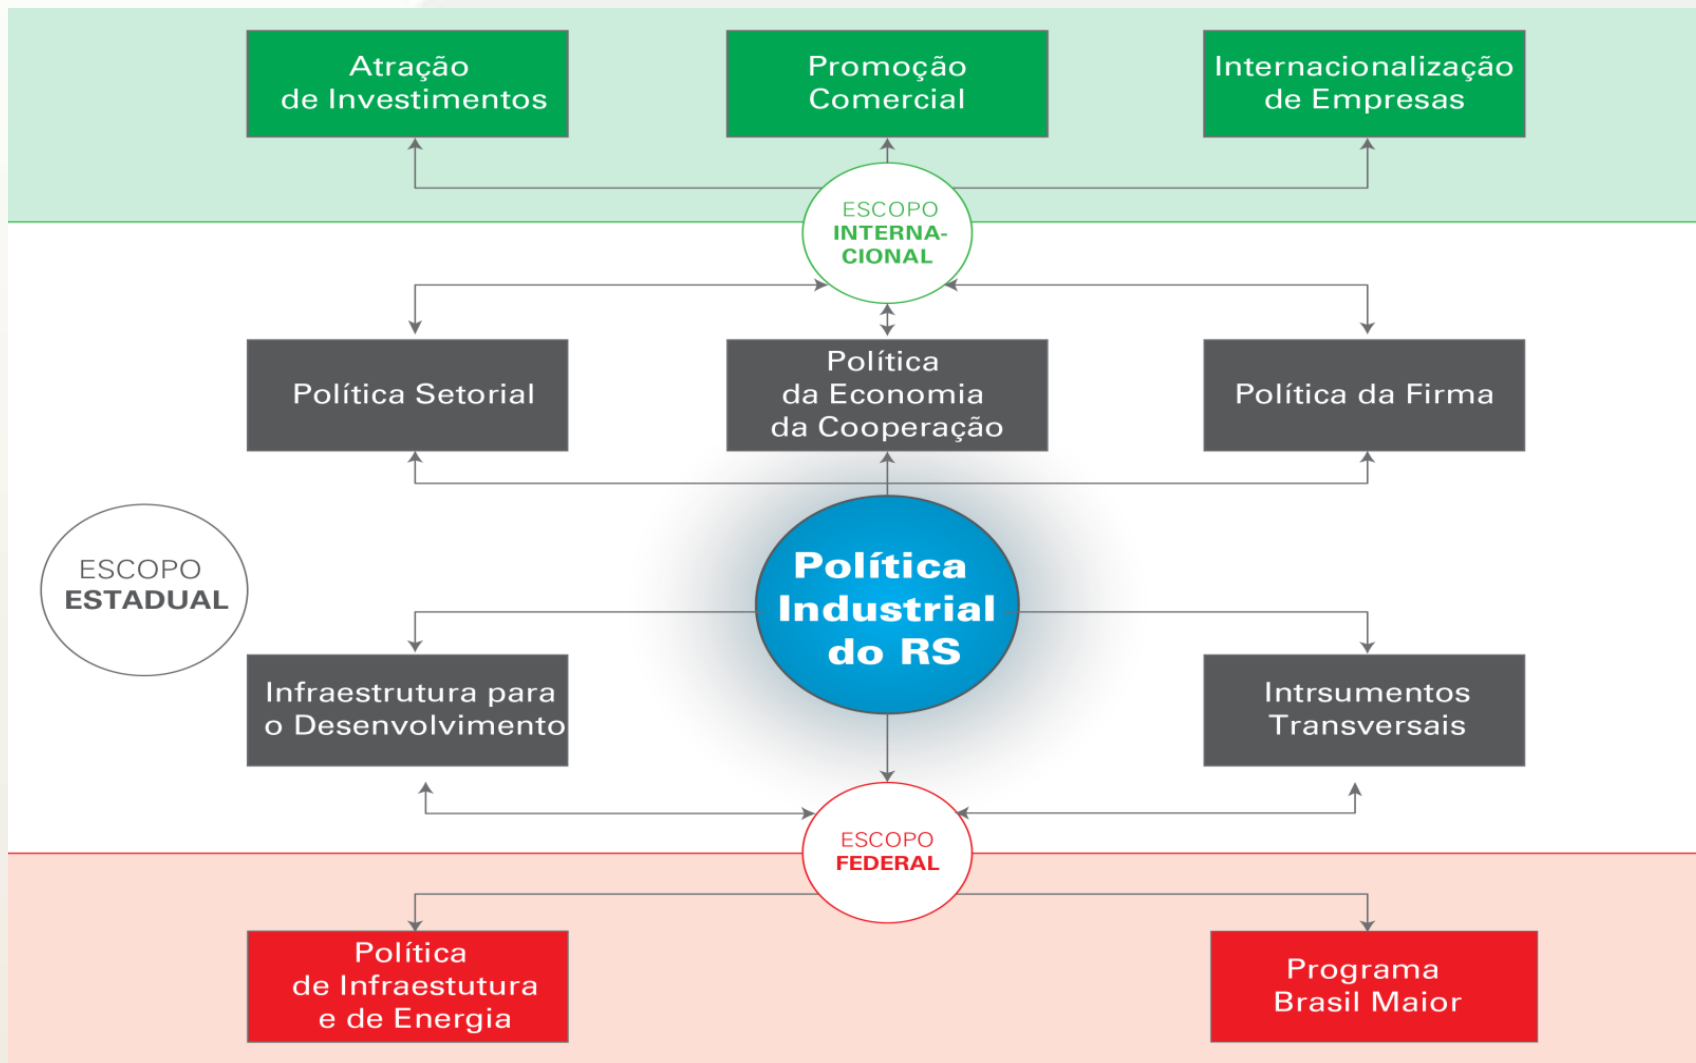 Atração
de Investimentos
Promoção
Comercial
Internacionalização
de Empresas
ESCOPO
INTERNA-
CIONAL
Política Setorial
Política
da Economia
da Cooperação
Política da Firma
ESCOPO
ESTADUAL
Política
Industrial
do RS
Infraestrutura para
o Desenvolvimento
Intrsumentos
Transversais
ESCOPO
FEDERAL
Política
de Infraestutura
e de Energia
Programa
Brasil Maior